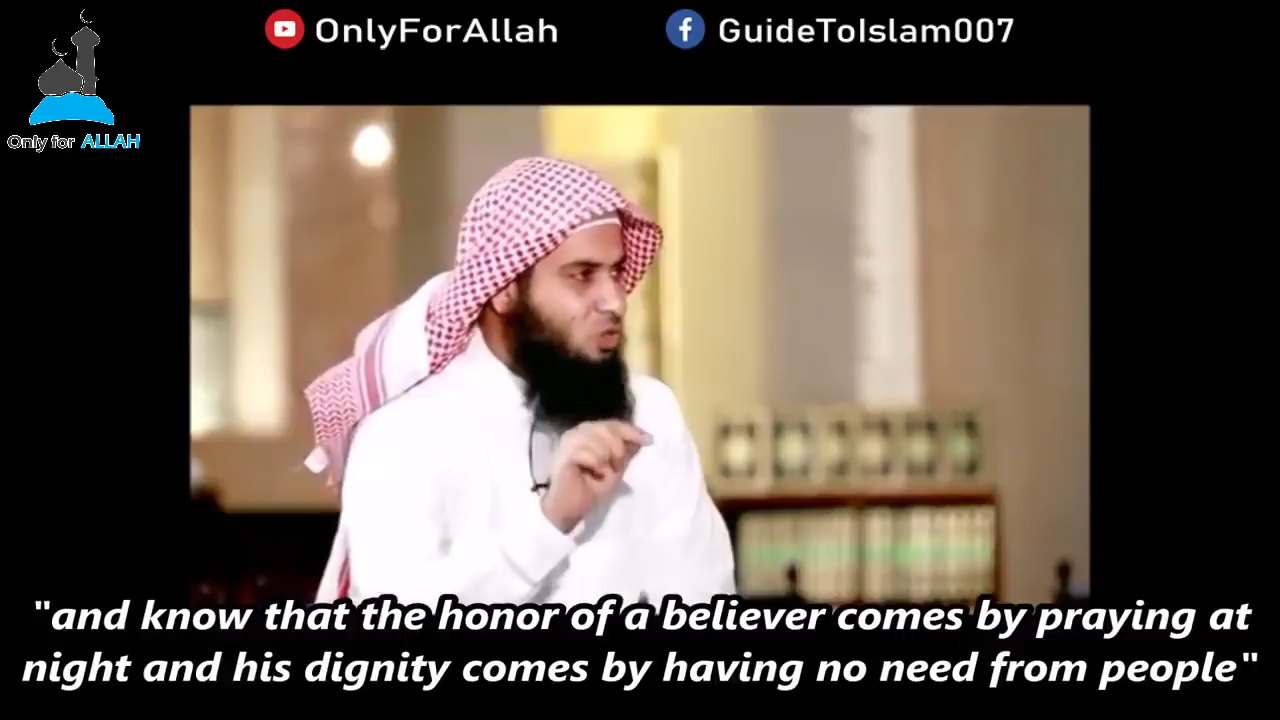 OnlyForAllah
GuideToIslam007
Only for ALLAH
"and know that the honor of a believer comes by praying at
night and his dignity comes by having no need from people"